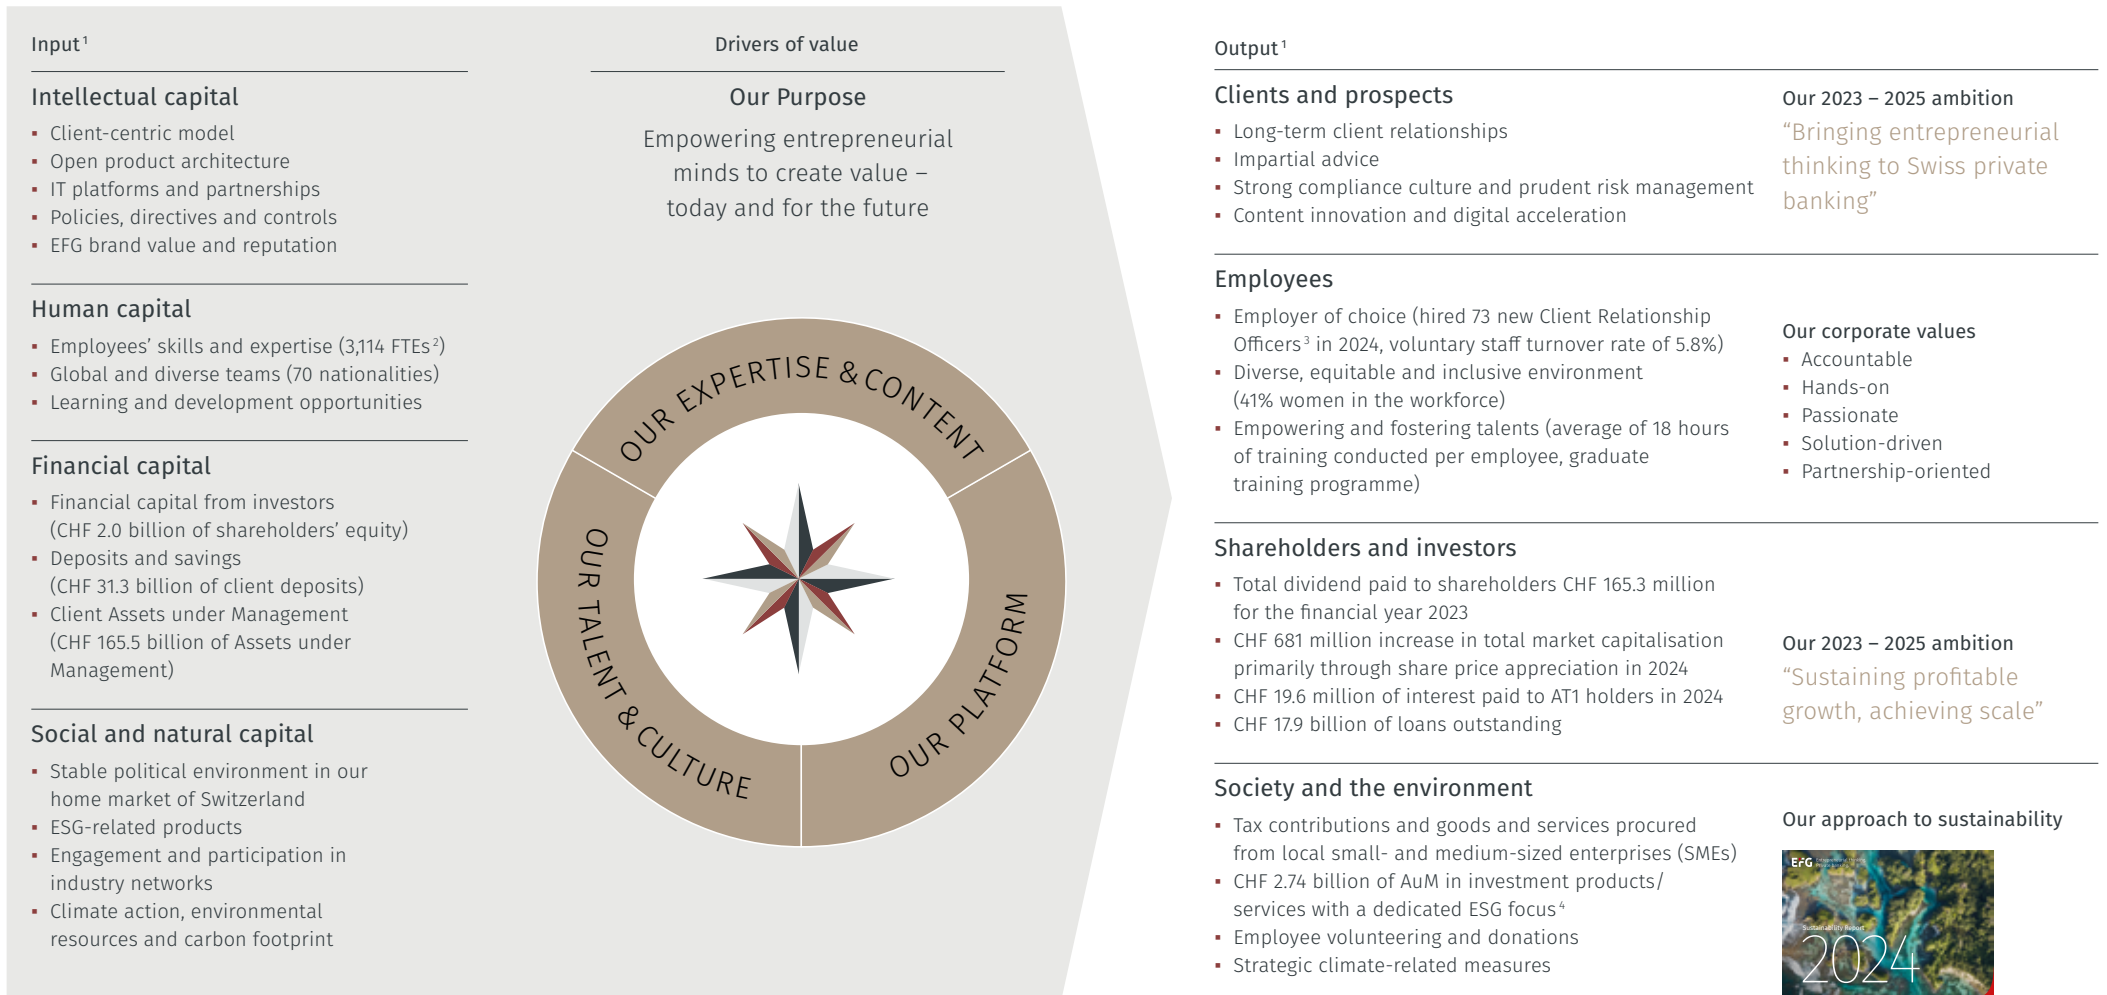 Input ¹
Intellectual capital
▪ Client-centric model
▪ Open product architecture
▪ IT platforms and partnerships
▪ Policies, directives and controls
▪ EFG brand value and reputation
Human capital
▪ Employees’ skills and expertise (3,114 FTEs ²)
▪ Global and diverse teams (70 nationalities)
▪ Learning and development opportunities
Financial capital
▪ Financial capital from investors
(CHF 2.0 billion of shareholders’ equity)
▪ Deposits and savings
(CHF 31.3 billion of client deposits)
▪ Client Assets under Management
(CHF 165.5 billion of Assets under
Management)
Social and natural capital
▪ Stable political environment in our
home market of Switzerland
▪ ESG-related products
▪ Engagement and participation in
industry networks
▪ Climate action, environmental
resources and carbon footprint
Drivers of value
Our Purpose
Empowering entrepreneurial
minds to create value –
today and for the future
OUR EXPERTISE & CONTENT
OUR TALENT & CULTURE
OUR PLATFORM
Output ¹
Clients and prospects
▪ Long-term client relationships
▪ Impartial advice
▪ Strong compliance culture and prudent risk management
▪ Content innovation and digital acceleration
Our 2023 – 2025 ambition
“Bringing entrepreneurial
thinking to Swiss private
banking”
Employees
▪ Employer of choice (hired 73 new Client Relationship
Officers ³ in 2024, voluntary staff turnover rate of 5.8%)
▪ Diverse, equitable and inclusive environment
(41% women in the workforce)
▪ Empowering and fostering talents (average of 18 hours
of training conducted per employee, graduate
training programme)
Our corporate values
▪ Accountable
▪ Hands-on
▪ Passionate
▪ Solution-driven
▪ Partnership-oriented
Shareholders and investors
▪ Total dividend paid to shareholders CHF 165.3 million
for the financial year 2023
▪ CHF 681 million increase in total market capitalisation
primarily through share price appreciation in 2024
▪ CHF 19.6 million of interest paid to AT1 holders in 2024
▪ CHF 17.9 billion of loans outstanding
Our 2023 – 2025 ambition
“Sustaining profitable
growth, achieving scale”
Society and the environment
▪ Tax contributions and goods and services procured
from local small- and medium-sized enterprises (SMEs)
▪ CHF 2.74 billion of AuM in investment products/
services with a dedicated ESG focus ⁴
▪ Employee volunteering and donations
▪ Strategic climate-related measures
Our approach to sustainability
EFG
Sustainability Report
2024